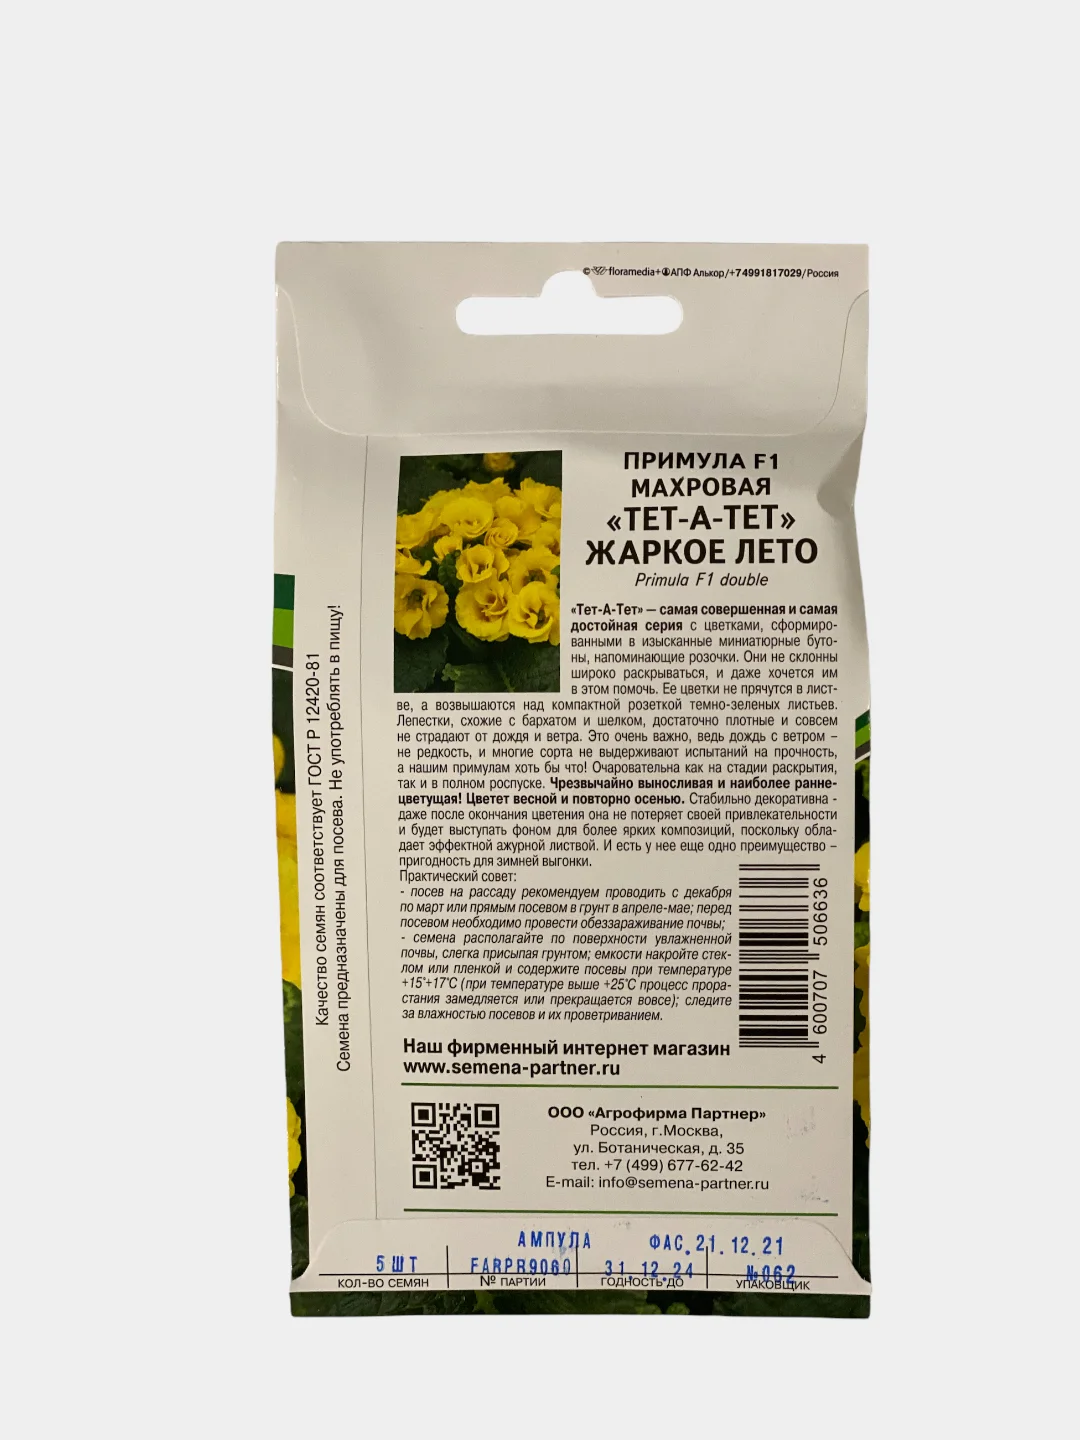 © floramedia+ АПФ Алькор/+74991817029/Россия
ПРИМУЛА F1
МАХРОВАЯ
«ТЕТ-А-ТЕТ»
ЖАРКОЕ ЛЕТО
Primula F1 double
«Тет-А-Тет» — самая совершенная и самая
достойная серия с цветками, сформиро-
ванными в изысканные миниатюрные буто-
ны, напоминающие розочки. Они не склонны
широко раскрываться, и даже хочется им
в этом помочь. Ее цветки не прячутся в лист-
ве, а возвышаются над компактной розеткой темно-зеленых листьев.
Лепестки, схожие с бархатом и шелком, достаточно плотные и совсем
не страдают от дождя и ветра. Это очень важно, ведь дождь с ветром –
не редкость, и многие сорта не выдерживают испытаний на прочность,
а нашим примулам хоть бы что! Очаровательна как на стадии раскрытия,
так и в полном роспуске. Чрезвычайно выносливая и наиболее ранне-
цветущая! Цветет весной и повторно осенью. Стабильно декоративна -
даже после окончания цветения она не потеряет своей привлекательности
и будет выступать фоном для более ярких композиций, поскольку обла-
дает эффектной ажурной листвой. И есть у нее еще одно преимущество –
пригодность для зимней выгонки.
Практический совет:
- посев на рассаду рекомендуем проводить с декабря
по март или прямым посевом в грунт в апреле-мае; перед
посевом необходимо провести обеззараживание почвы;
- семена располагайте по поверхности увлажненной
почвы, слегка присыпая грунтом; емкости накройте стек-
лом или пленкой и содержите посевы при температуре
+15°+17°С (при температуре выше +25°С процесс прора-
стания замедляется или прекращается вовсе); следите
за влажностью посевов и их проветриванием.
4 600707 506636
Наш фирменный интернет магазин
www.semena-partner.ru
ООО «Агрофирма Партнер»
Россия, г.Москва,
ул. Ботаническая, д. 35
тел. +7 (499) 677-62-42
E-mail: info@semena-partner.ru
Качество семян соответствует ГОСТ Р 12420-81
Семена предназначены для посева. Не употреблять в пищу!
АМПУЛА ФАС.21.12.21
5 ШТ FARPR9060 31.12.24 №062
КОЛ-ВО СЕМЯН № ПАРТИИ ГОДНОСТЬ ДО УПАКОВЩИК